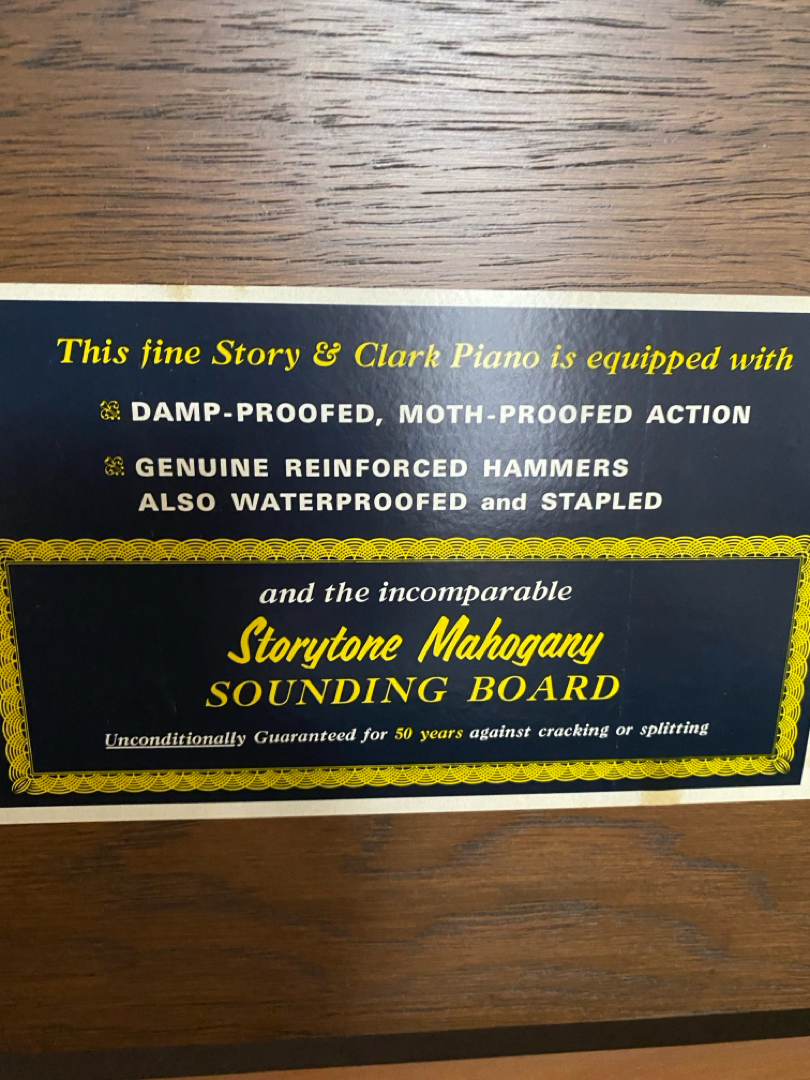 This fine Story & Clark Piano is equipped with
DAMP-PROOFED, MOTH-PROOFED ACTION
GENUINE REINFORCED HAMMERS
ALSO WATERPROOFED and STAPLED
and the incomparable
Storytone Mahogany
SOUNDING BOARD
Unconditionally Guaranteed for 50 years against cracking or splitting